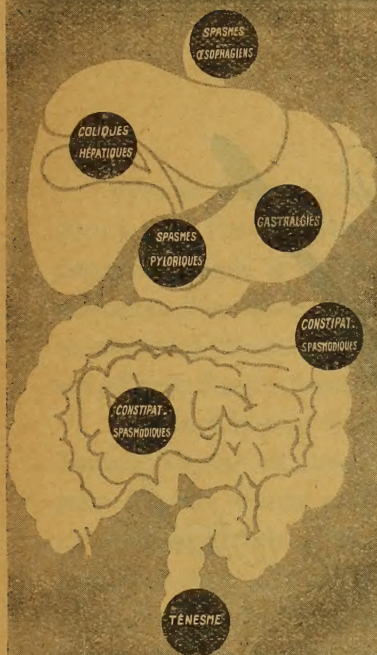 SPASMES
ŒSOPHAGIENS
COLIQUES
HÉPATIQUES
GASTRALGIES
SPASMES
PYLORIQUES
CONSTIPAT.
SPASMODIQUES
CONSTIPAT.
SPASMODIQUES
TÉNESME